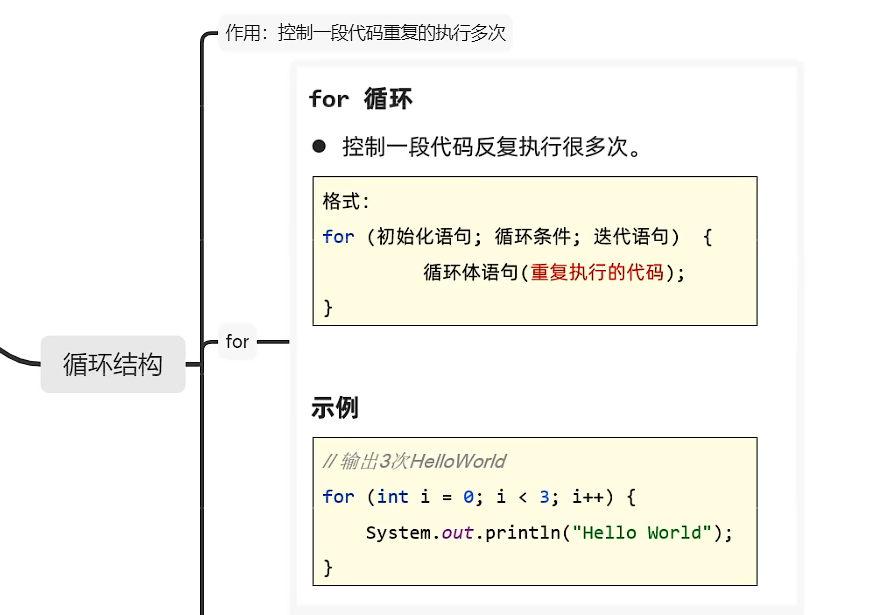 作用：控制一段代码重复的执行多次
for 循环
● 控制一段代码反复执行很多次。
格式：
for (初始化语句; 循环条件; 迭代语句) {
循环体语句(重复执行的代码);
}
循环结构
for
示例
// 输出3次HelloWorld
for (int i = 0; i < 3; i++) {
System.out.println("Hello World");
}